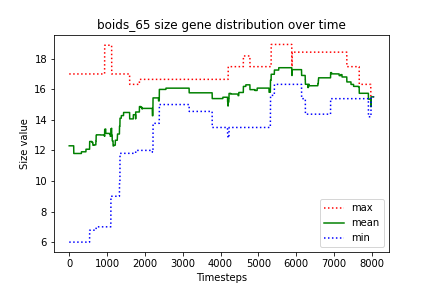 boids_65 size gene distribution over time
Size value
18
16
14
12
10
8
6
0 1000 2000 3000 4000 5000 6000 7000 8000
Timesteps
max
mean
min